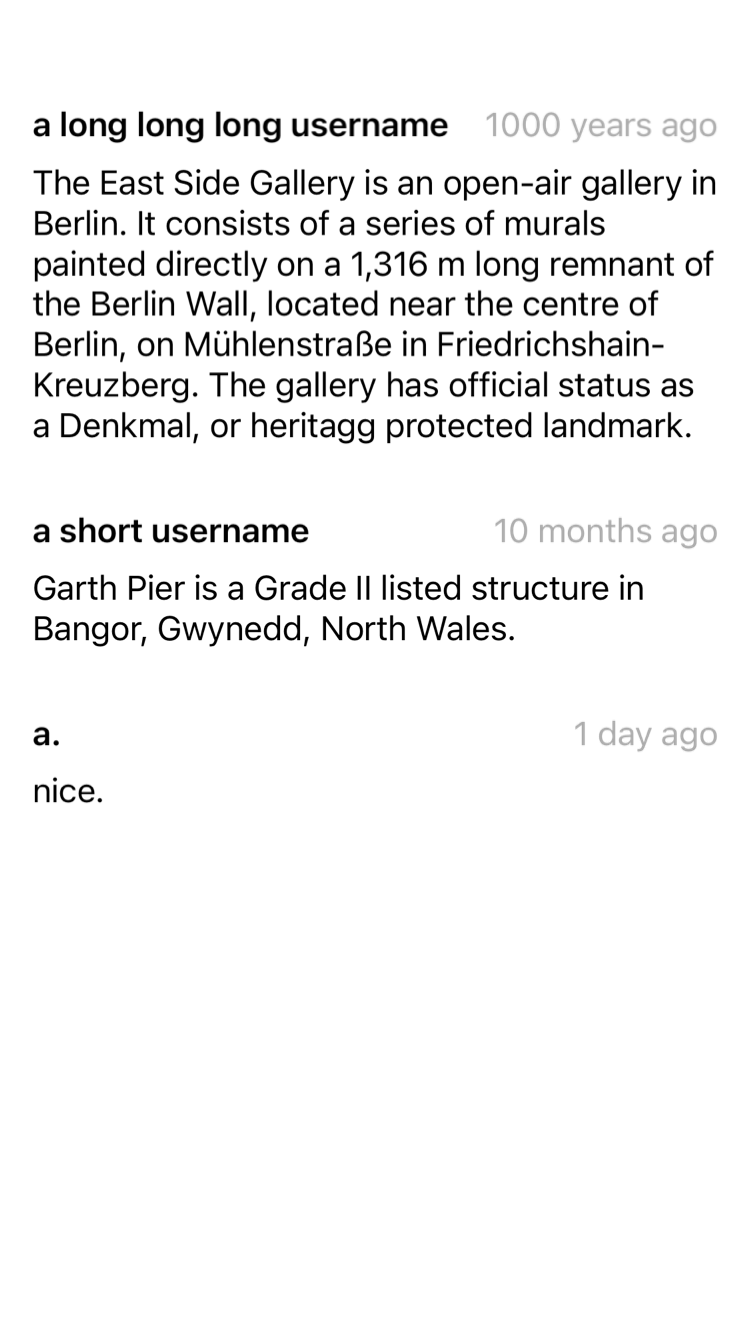 a long long long username 1000 years ago
The East Side Gallery is an open-air gallery in
Berlin. It consists of a series of murals
painted directly on a 1,316 m long remnant of
the Berlin Wall, located near the centre of
Berlin, on Mühlenstraße in Friedrichshain-
Kreuzberg. The gallery has official status as
a Denkmal, or heritagg protected landmark.
a short username 10 months ago
Garth Pier is a Grade II listed structure in
Bangor, Gwynedd, North Wales.
a. 1 day ago
nice.